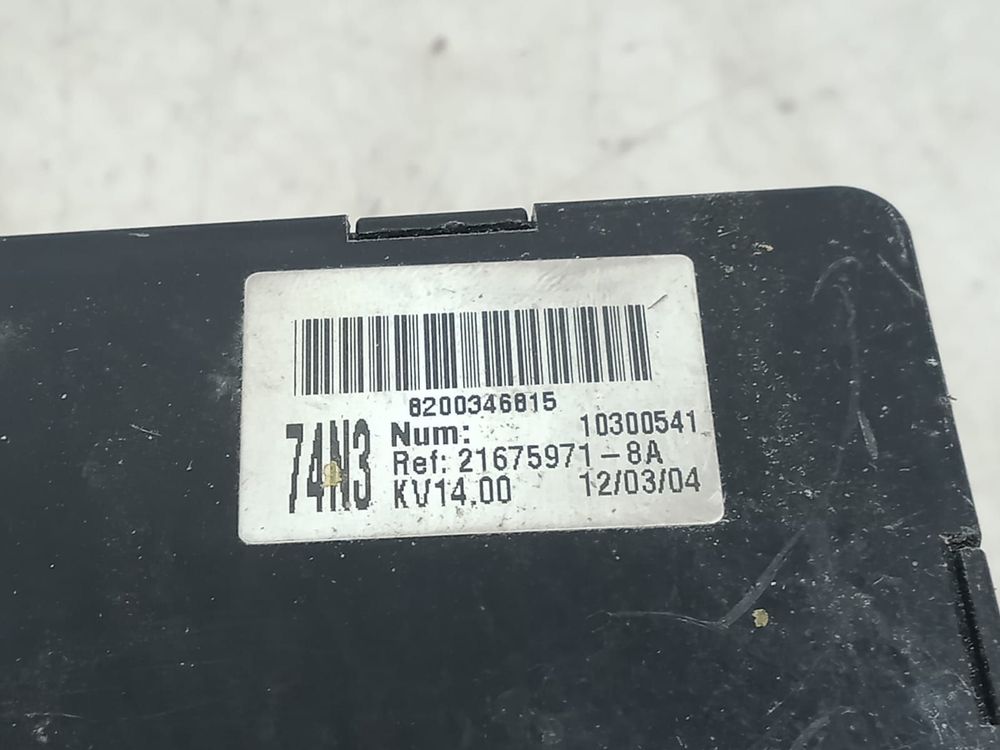 8200346815
74N3
Num: 10300541
Ref: 21675971-8A
KV14.00 12/03/04